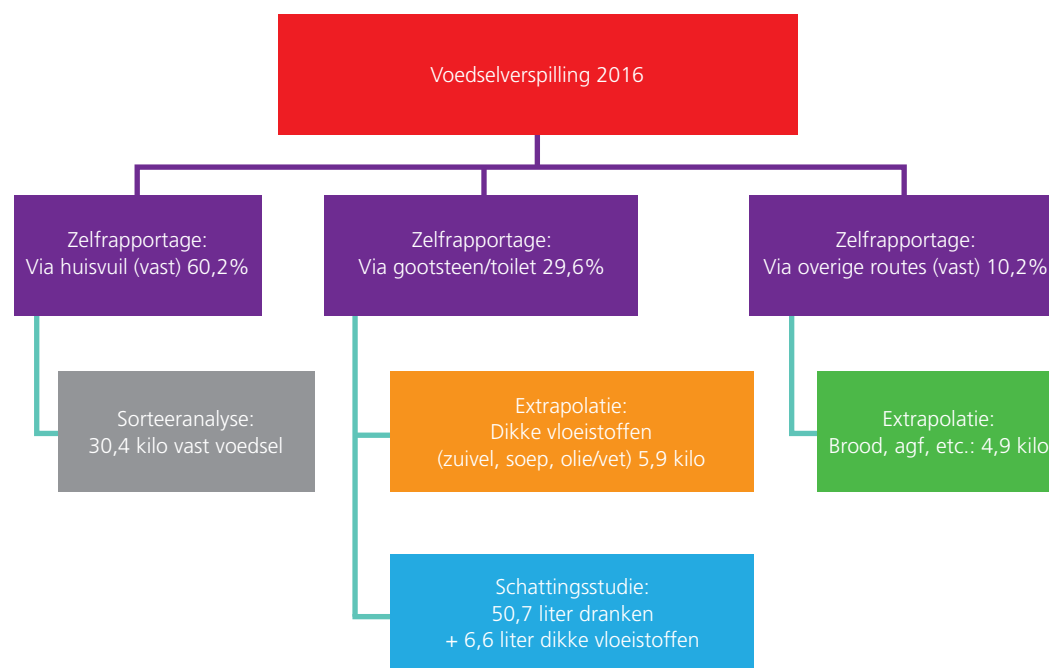 Voedselverspilling 2016
Zelfrapportage:
Via huisvuil (vast) 60,2%
Zelfrapportage:
Via gootsteen/toilet 29,6%
Zelfrapportage:
Via overige routes (vast) 10,2%
Sorteeranalyse:
30,4 kilo vast voedsel
Extrapolatie:
Dikke vloeistoffen
(zuivel, soep, olie/vet) 5,9 kilo
Extrapolatie:
Brood, agf, etc.: 4,9 kilo
Schattingsstudie:
50,7 liter dranken
+ 6,6 liter dikke vloeistoffen